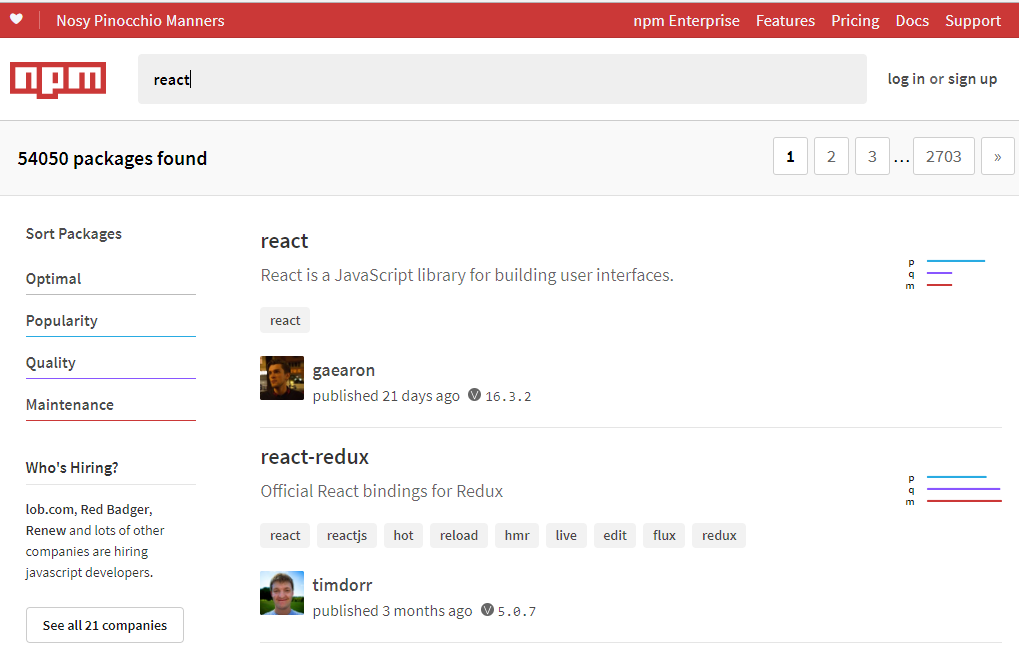 Nosy Pinocchio Manners
npm Enterprise Features Pricing Docs Support
npm
react
log in or sign up
54050 packages found
1 2 3 ... 2703 »
Sort Packages
Optimal
Popularity
Quality
Maintenance
Who's Hiring?
lob.com, Red Badger,
Renew and lots of other
companies are hiring
javascript developers.
See all 21 companies
react
React is a JavaScript library for building user interfaces.
p
q
m
react
gaearon
published 21 days ago V 16.3.2
react-redux
Official React bindings for Redux
p
q
m
react reactjs hot reload hmr live edit flux redux
timdorr
published 3 months ago V 5.0.7